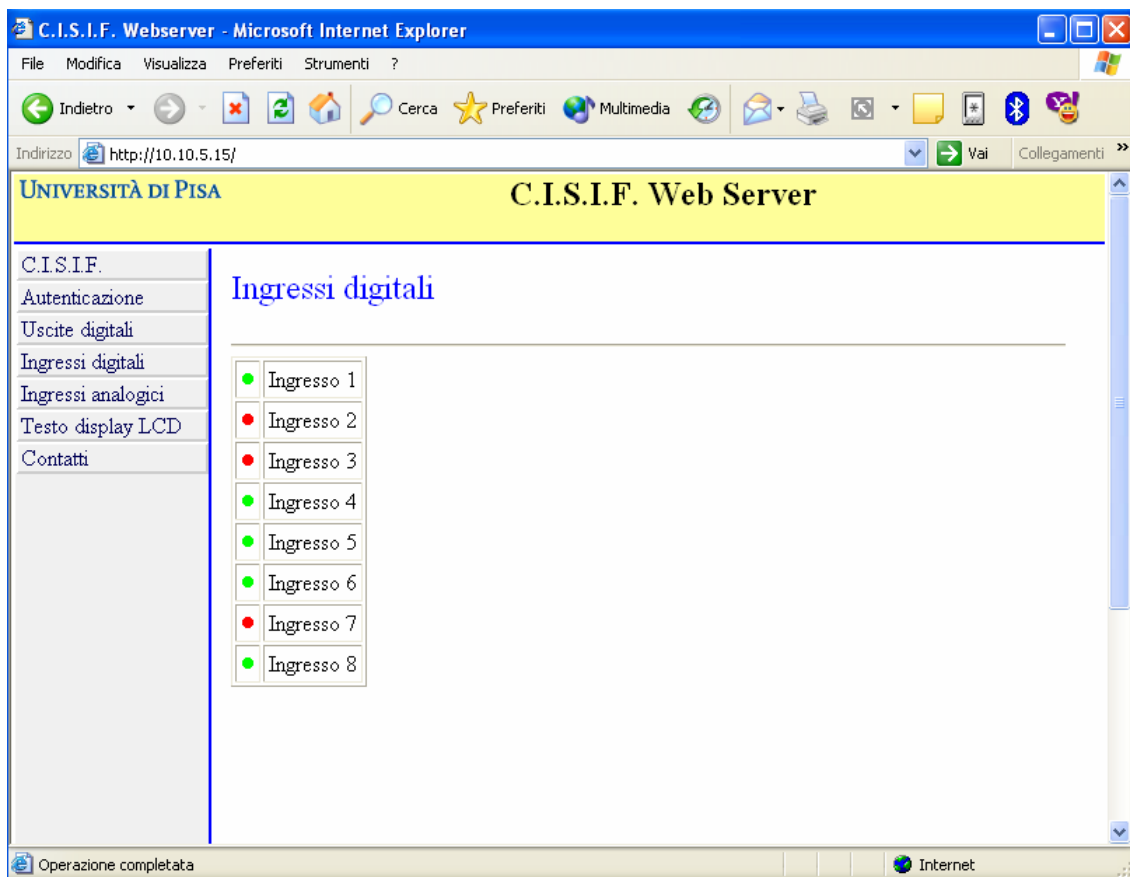 C.I.S.I.F. Webserver - Microsoft Internet Explorer
File Modifica Visualizza Preferiti Strumenti ?
Indietro Cerca Preferiti Multimedia
Indirizzo http://10.10.5.15/ Vai Collegamenti »
UNIVERSITÀ DI PISA C.I.S.I.F. Web Server
C.I.S.I.F.
Autenticazione
Uscite digitali
Ingressi digitali
Ingressi analogici
Testo display LCD
Contatti
Ingressi digitali
Ingresso 1
Ingresso 2
Ingresso 3
Ingresso 4
Ingresso 5
Ingresso 6
Ingresso 7
Ingresso 8
Operazione completata Internet